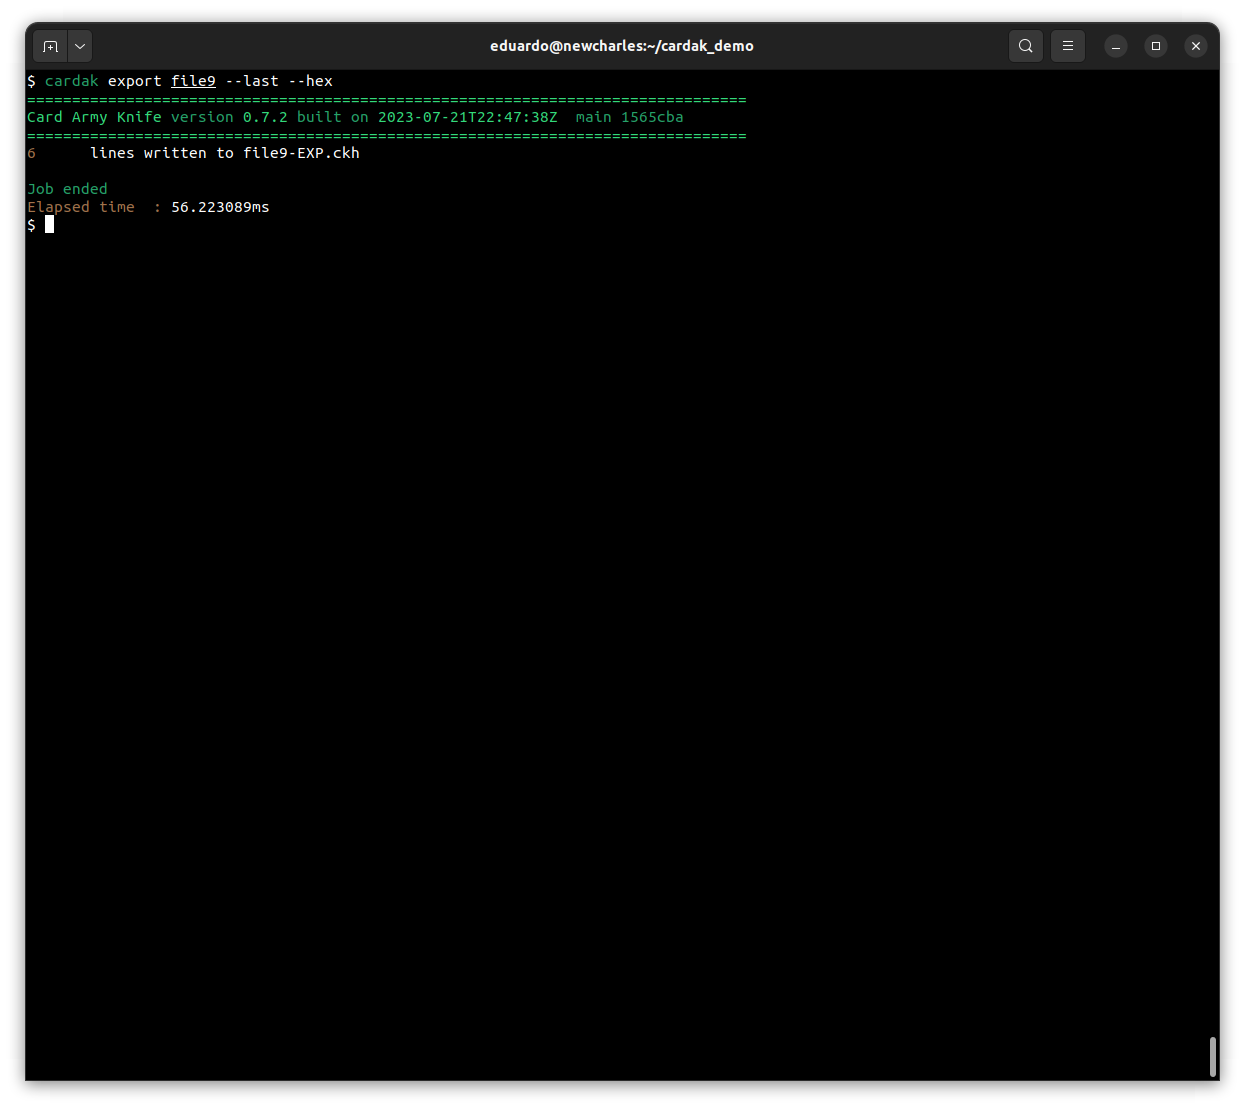 eduardo@newcharles:~/cardak_demo
$ cardak export file9 --last --hex
================================================================================
Card Army Knife version 0.7.2 built on 2023-07-21T22:47:38Z  main 1565cba
================================================================================
6      lines written to file9-EXP.ckh
Job ended
Elapsed time  : 56.223089ms
$